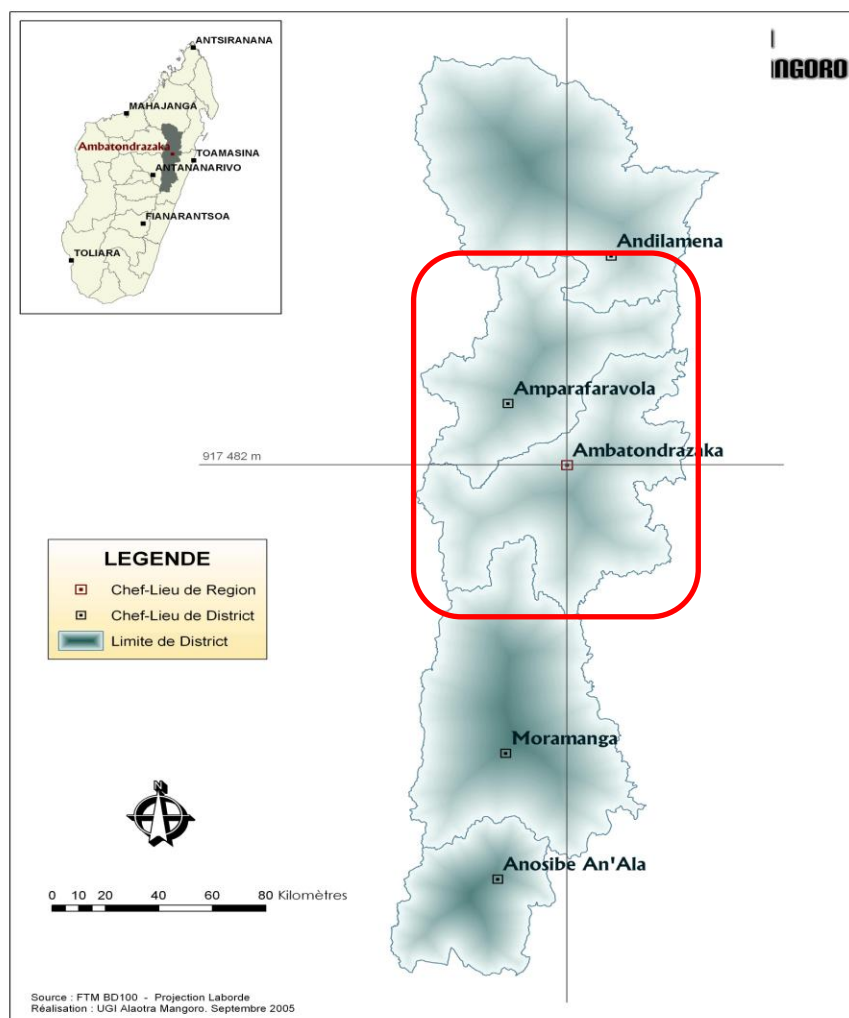 ANTSIRANANA
MAHAJANGA
Ambatondrazaka
TOAMASINA
ANTANANARIVO
FIANARANTSOA
TOLIARA
NGORO
Andilamena
Amparafaravola
Ambatondrazaka
917 482 m
LEGENDE
Chef-Lieu de Region
Chef-Lieu de District
Limite de District
Moramanga
N
Anosibe An'Ala
0 10 20 40 60 80 Kilomètres
Source : FTM BD100 - Projection Laborde
Réalisation : UGI Alaotra Mangoro. Septembre 2005